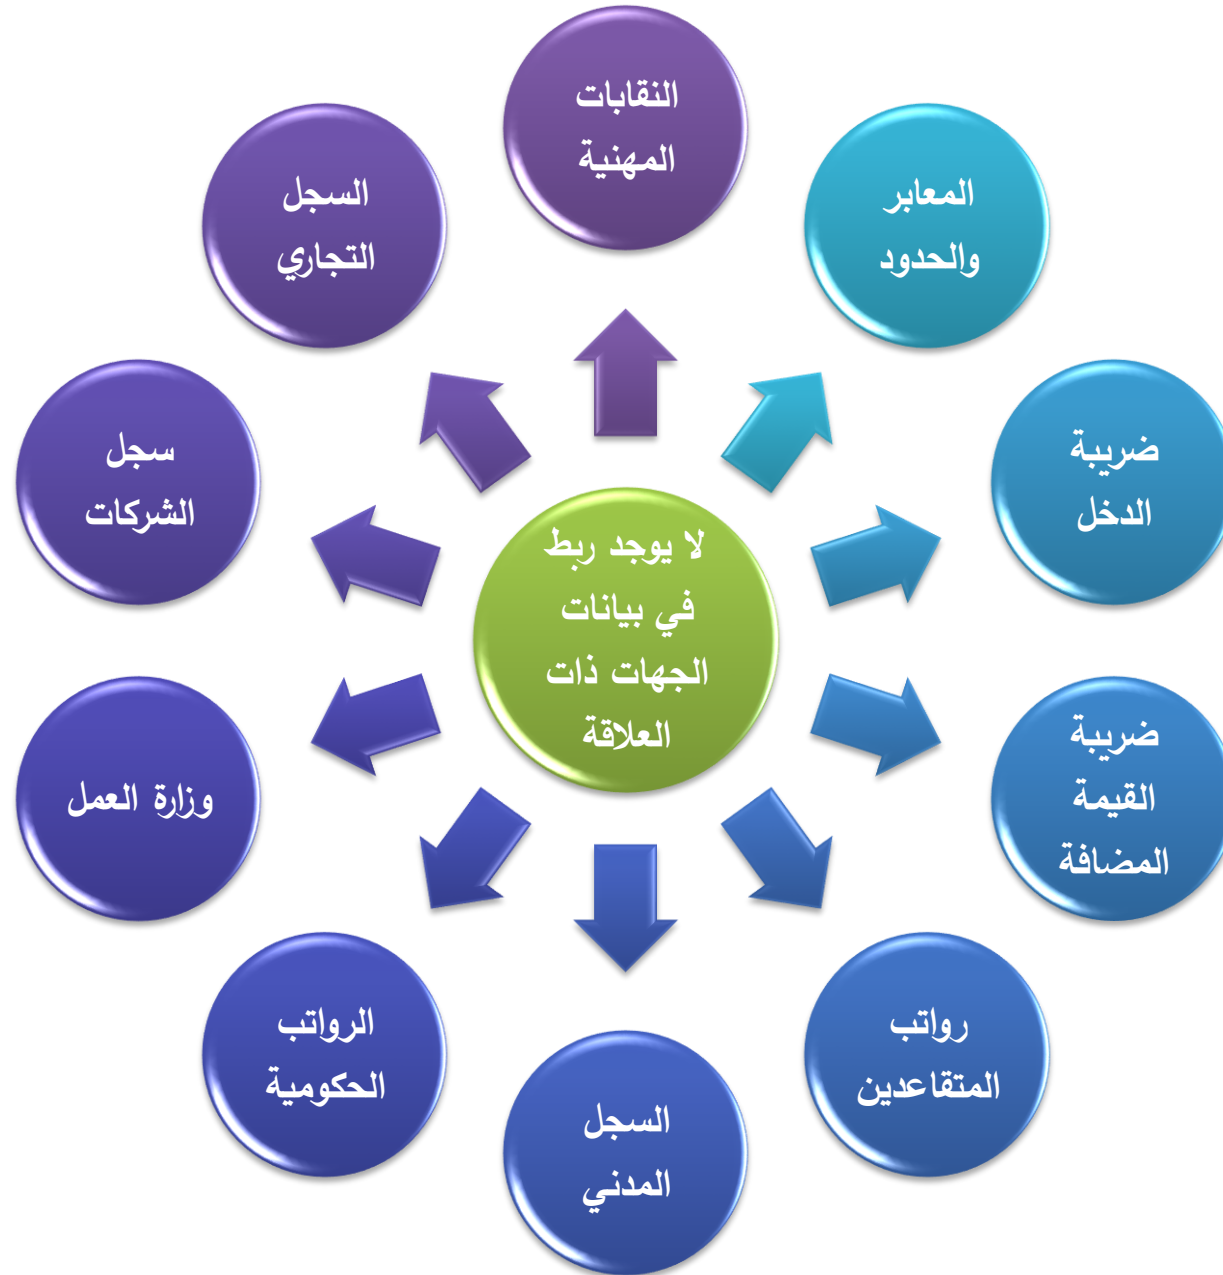 النقابات
المهنية
المعابر
والحدود
ضريبة
الدخل
ضريبة
القيمة
المضافة
رواتب
المتقاعدين
السجل
المدني
الرواتب
الحكومية
وزارة العمل
سجل
الشركات
السجل
التجاري
لا يوجد ربط
في بيانات
الجهات ذات
العلاقة